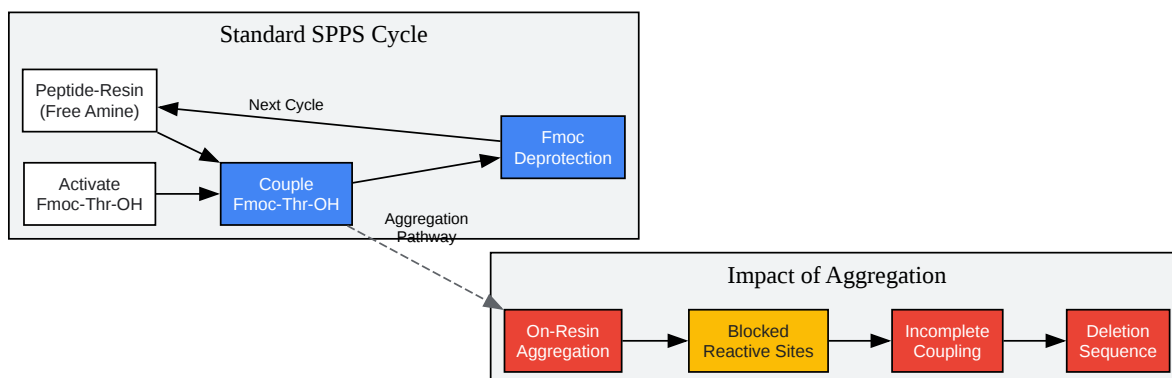 Standard SPPS Cycle
Peptide-Resin
(Free Amine)
Next Cycle
Fmoc
Deprotection
Activate
Fmoc-Thr-OH
Couple
Fmoc-Thr-OH
Aggregation
Pathway
Impact of Aggregation
On-Resin
Aggregation
Blocked
Reactive Sites
Incomplete
Coupling
Deletion
Sequence